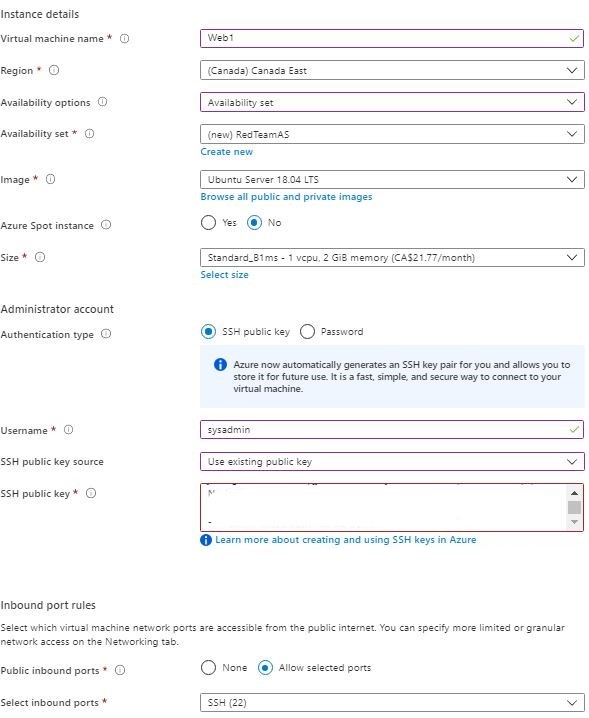 Instance details
Virtual machine name * Web1
Region * (Canada) Canada East
Availability options Availability set
Availability set * (new) RedTeamAS
Create new
Image * Ubuntu Server 18.04 LTS
Browse all public and private images
Azure Spot instance Yes No
Size * Standard_B1ms - 1 vcpu, 2 GiB memory (CA$21.77/month)
Select size
Administrator account
Authentication type SSH public key Password
Azure now automatically generates an SSH key pair for you and allows you to
store it for future use. It is a fast, simple, and secure way to connect to your
virtual machine.
Username * sysadmin
SSH public key source Use existing public key
SSH public key *
Learn more about creating and using SSH keys in Azure
Inbound port rules
Select which virtual machine network ports are accessible from the public internet. You can specify more limited or granular
network access on the Networking tab.
Public inbound ports * None Allow selected ports
Select inbound ports * SSH (22)